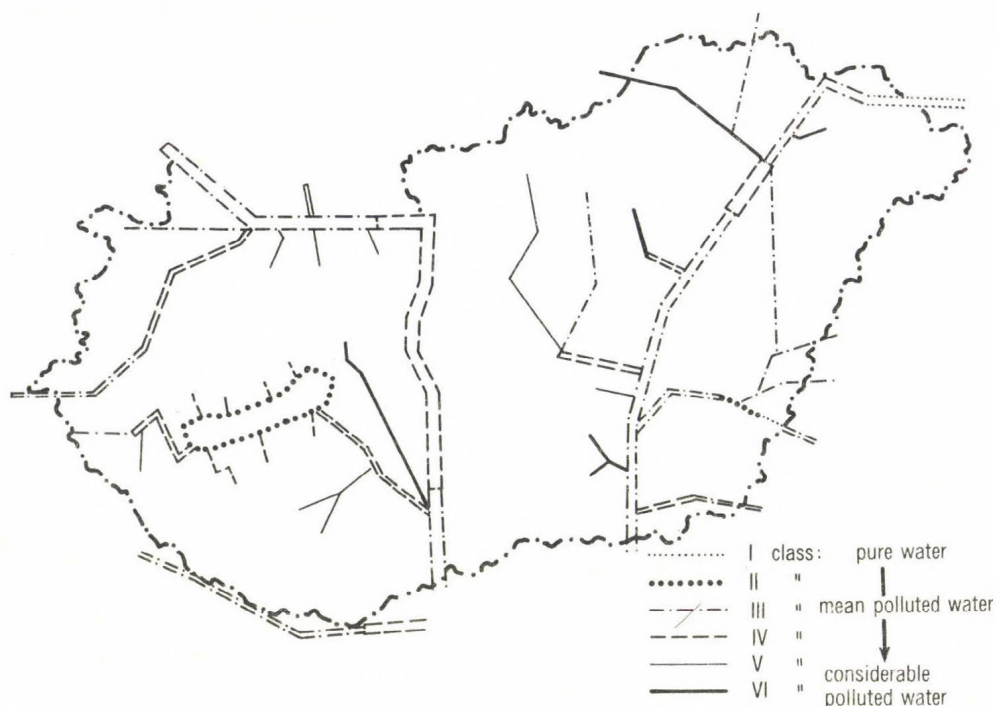 I class: pure water
II "
III " mean polluted water
IV "
V "
VI " considerable polluted water